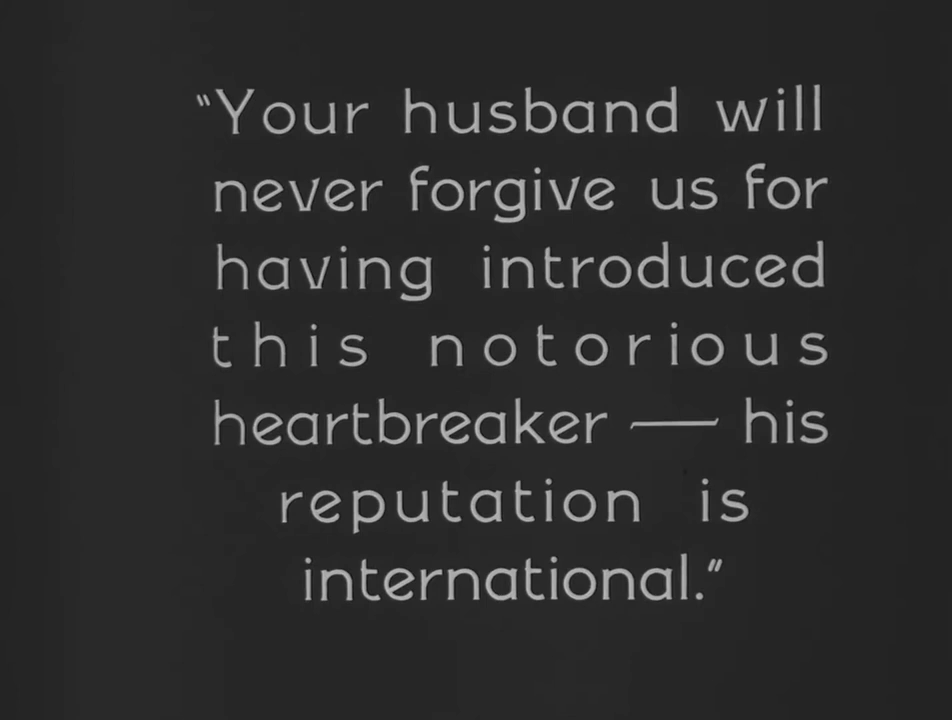 "Your husband will
never forgive us for
having introduced
this notorious
heartbreaker — his
reputation is
international."